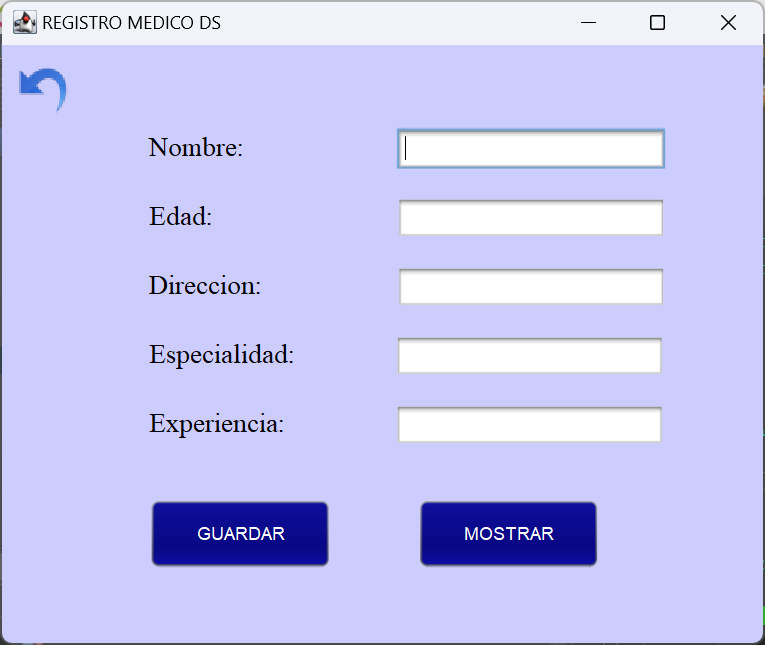 REGISTRO MEDICO DS
Nombre:
Edad:
Direccion:
Especialidad:
Experiencia:
GUARDAR MOSTRAR